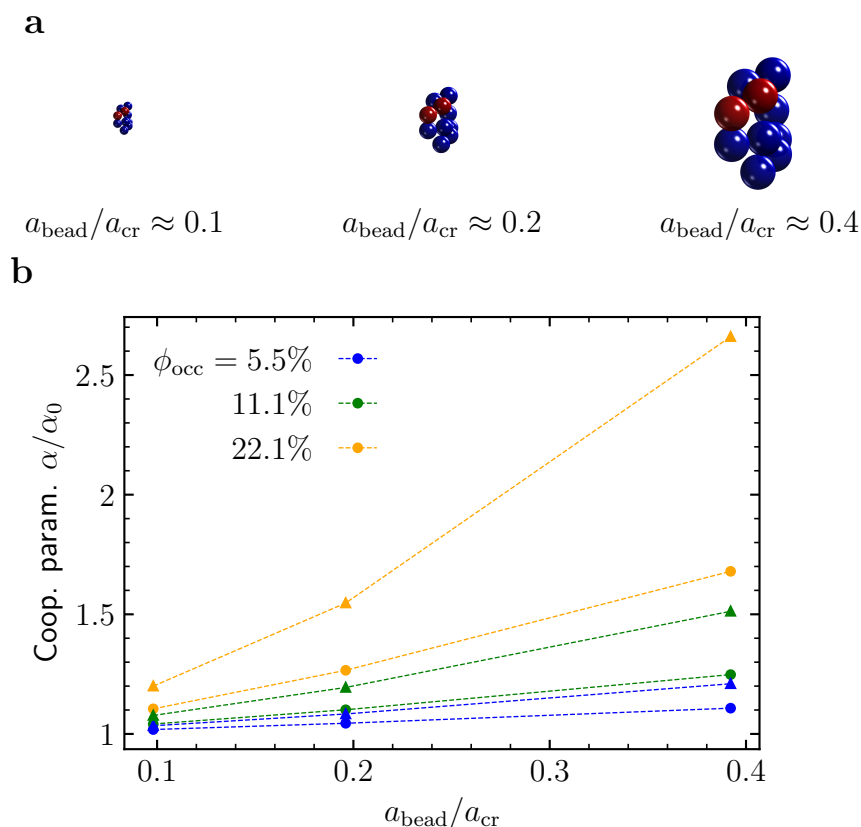 a
a_bead/a_cr ≈ 0.1 a_bead/a_cr ≈ 0.2 a_bead/a_cr ≈ 0.4
b
Coop. param. α/α₀
2.5
2
1.5
1
ϕ_occ = 5.5%
11.1%
22.1%
0.1 0.2 0.3 0.4
a_bead/a_cr